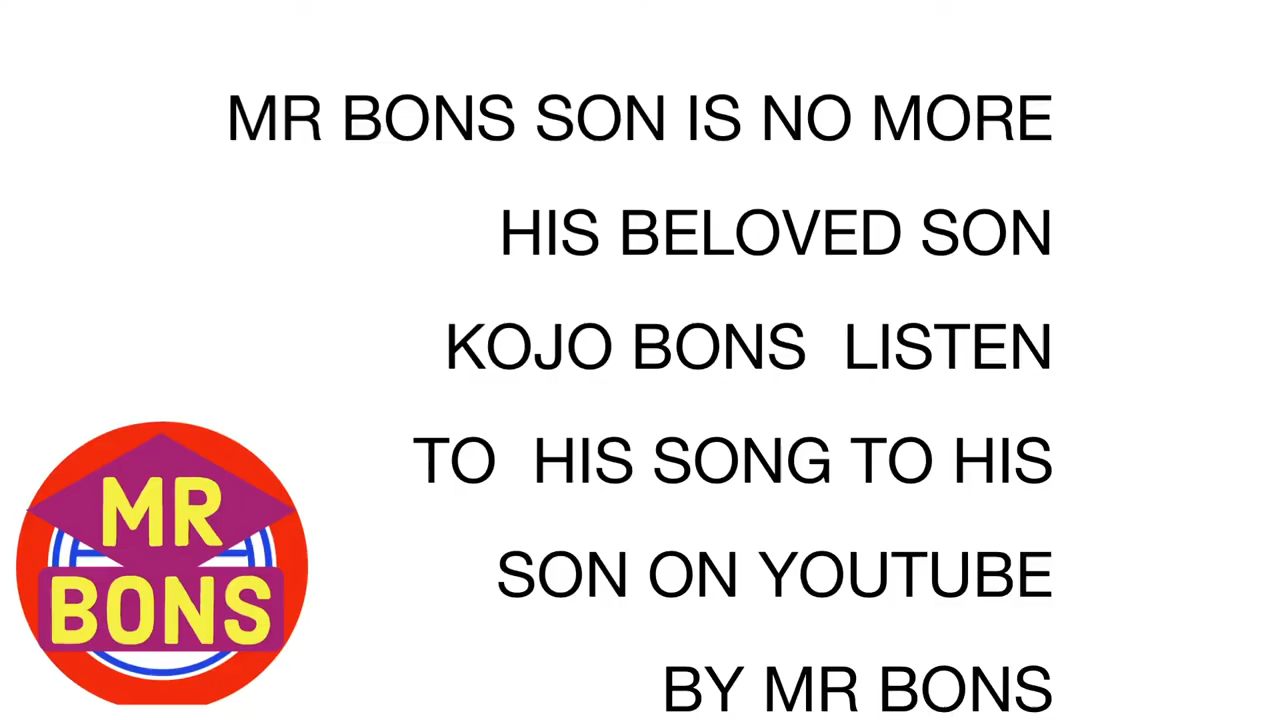 MR BONS SON IS NO MORE
HIS BELOVED SON
KOJO BONS  LISTEN
TO  HIS SONG TO HIS
SON ON YOUTUBE
BY MR BONS
MR
BONS